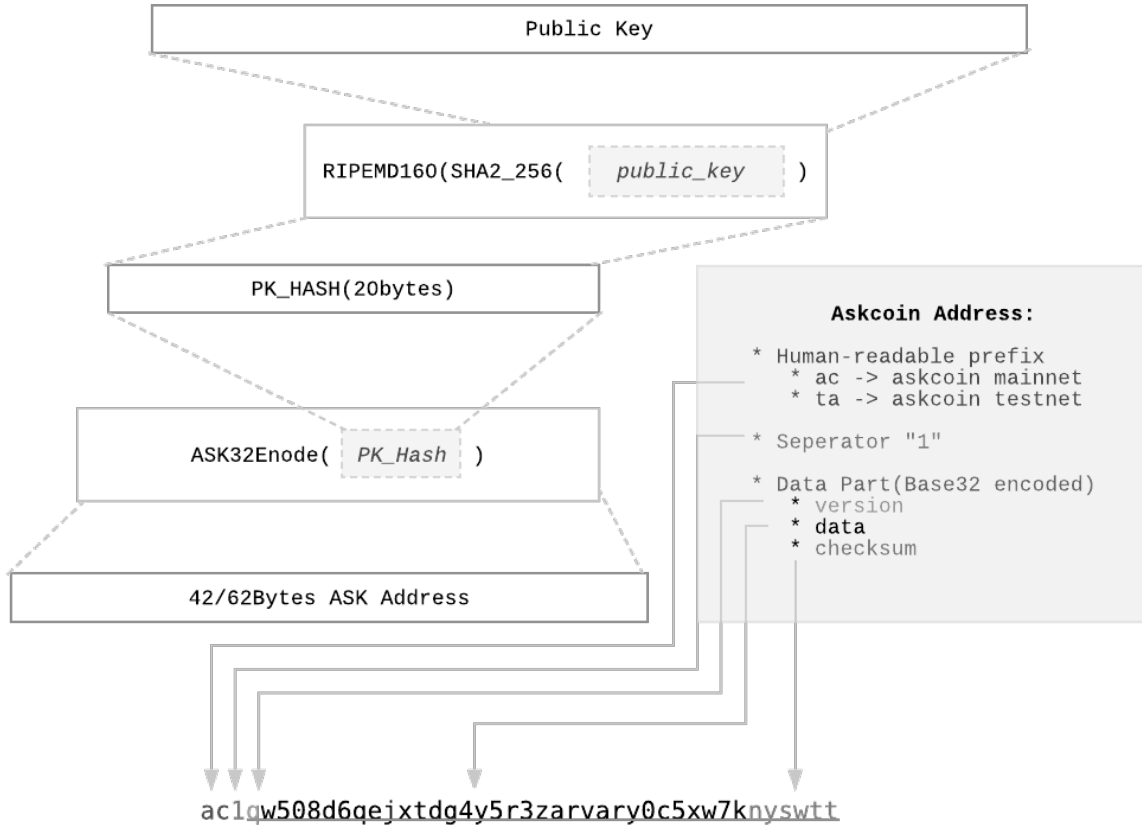 Public Key
RIPEMD160(SHA2_256( public_key )
PK_HASH(20bytes)
ASK32Enode( PK_Hash )
42/62Bytes ASK Address
Askcoin Address:
* Human-readable prefix
* ac -> askcoin mainnet
* ta -> askcoin testnet
* Seperator "1"
* Data Part(Base32 encoded)
* version
* data
* checksum
ac1qw508d6qejxtdg4y5r3zarvary0c5xw7knyswtt